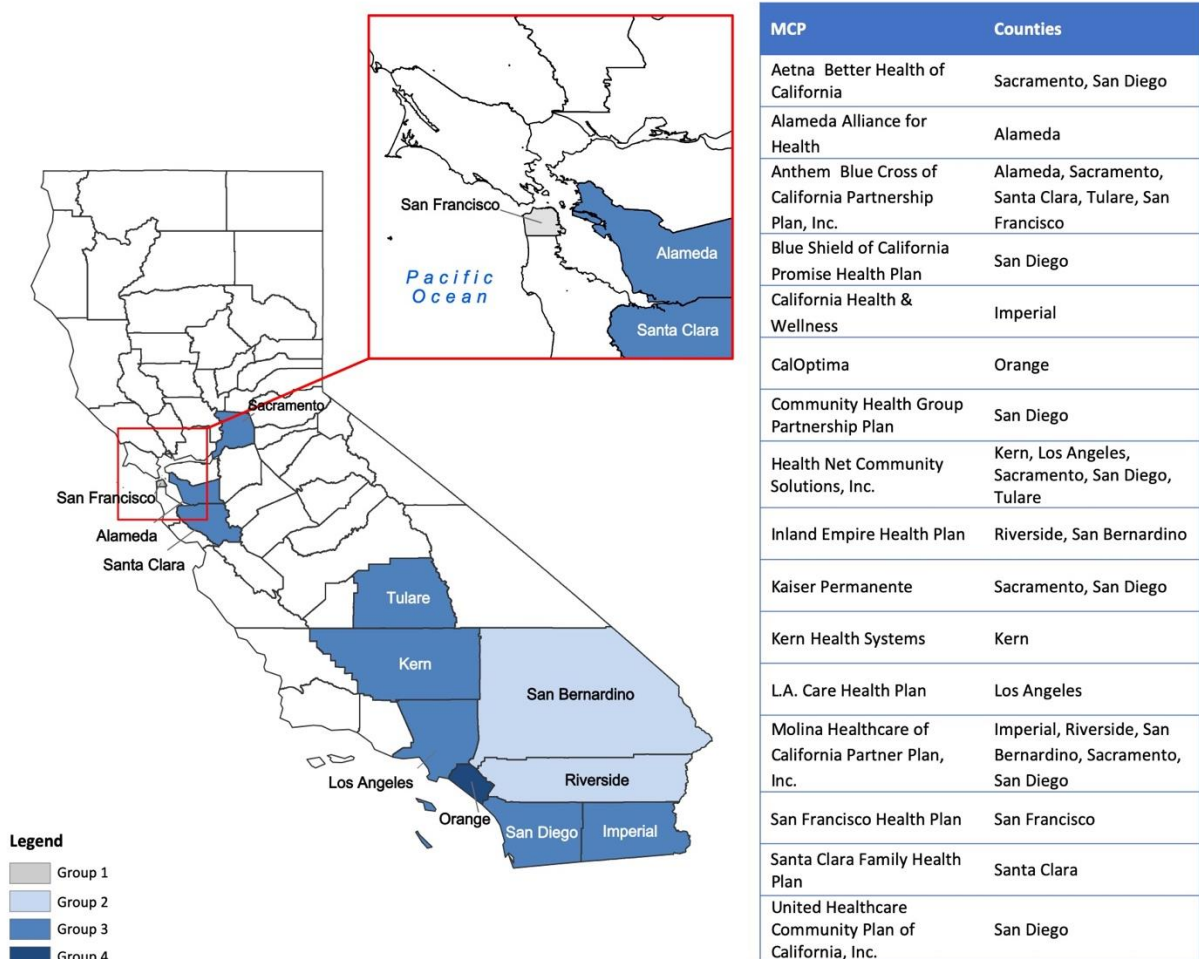 San Francisco
Alameda
Pacific
Ocean
Santa Clara
Sacramento
San Francisco
Alameda
Santa Clara
Tulare
Kern
San Bernardino
Los Angeles
Riverside
Orange
San Diego
Imperial
Legend
Group 1
Group 2
Group 3
Group 4
MCP Counties
Aetna Better Health of
California
Sacramento, San Diego
Alameda Alliance for
Health
Alameda
Anthem Blue Cross of
California Partnership
Plan, Inc.
Alameda, Sacramento,
Santa Clara, Tulare, San
Francisco
Blue Shield of California
Promise Health Plan
San Diego
California Health &
Wellness
Imperial
CalOptima Orange
Community Health Group
Partnership Plan
San Diego
Health Net Community
Solutions, Inc.
Kern, Los Angeles,
Sacramento, San Diego,
Tulare
Inland Empire Health Plan Riverside, San Bernardino
Kaiser Permanente Sacramento, San Diego
Kern Health Systems Kern
L.A. Care Health Plan Los Angeles
Molina Healthcare of
California Partner Plan,
Inc.
Imperial, Riverside, San
Bernardino, Sacramento,
San Diego
San Francisco Health Plan San Francisco
Santa Clara Family Health
Plan
Santa Clara
United Healthcare
Community Plan of
California, Inc.
San Diego